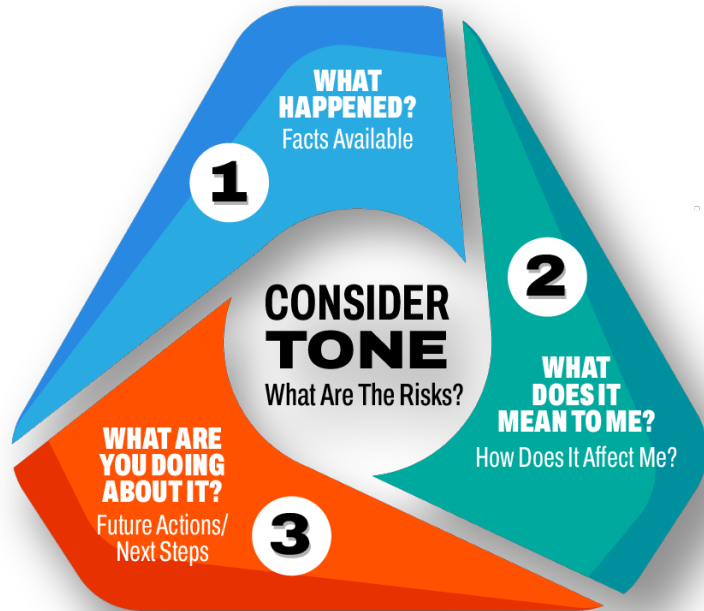 1
WHAT
HAPPENED?
Facts Available
2
WHAT
DOES IT
MEAN TO ME?
How Does It Affect Me?
3
WHAT ARE
YOU DOING
ABOUT IT?
Future Actions/
Next Steps
CONSIDER
TONE
What Are The Risks?